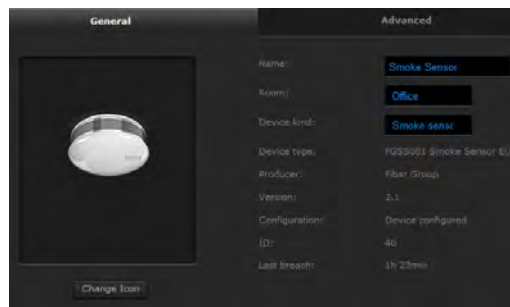 General
Advanced
Name: Smoke Sensor
Room: Office
Device kind: Smoke sensc
Device type: FGSS001 Smoke Sensor EU
Producer: Fibar Group
Version: 2.1
Configuration: Device configured
ID: 40
Last breach: 1h 23min
Change Icon